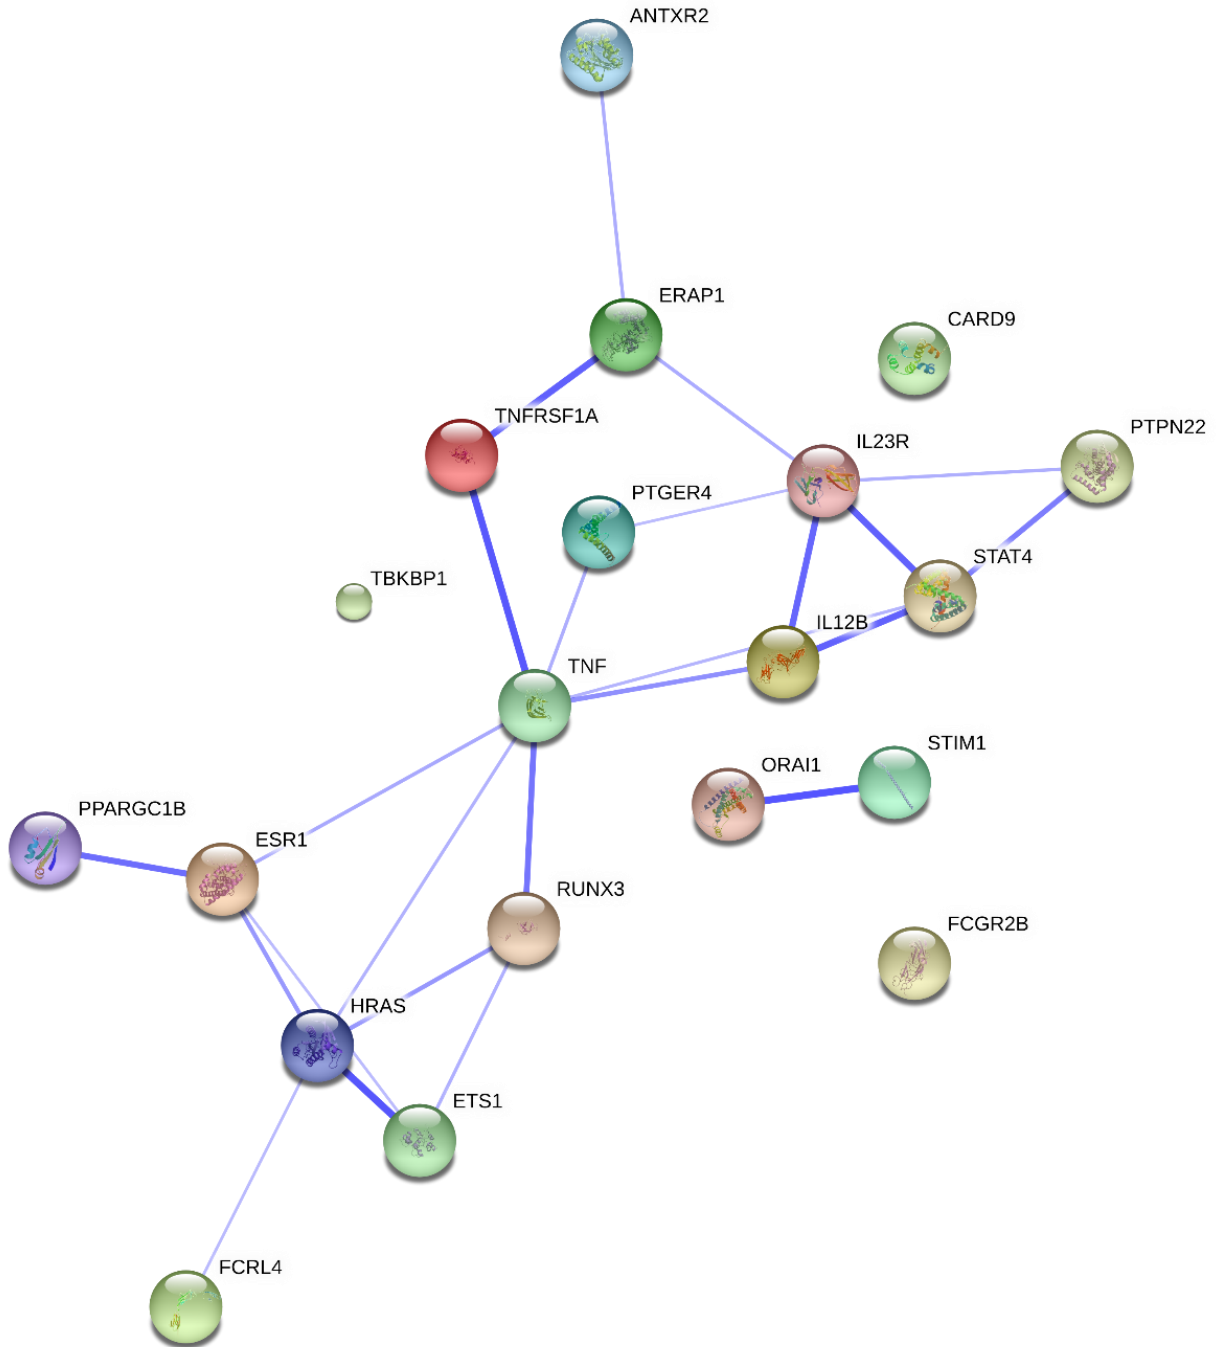 ANTXR2
ERAP1
CARD9
TNFRSF1A
PTPN22
IL23R
PTGER4
STAT4
TBKBP1
IL12B
TNF
STIM1
ORAI1
PPARGC1B
ESR1
RUNX3
FCGR2B
HRAS
ETS1
FCRL4